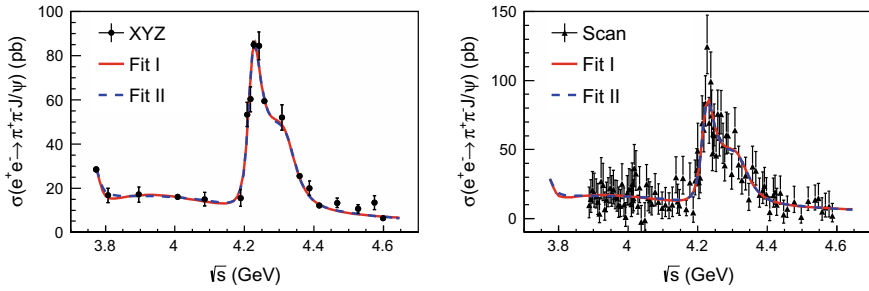 σ(e⁺e⁻→π⁺π⁻J/ψ) (pb)
100
80
60
40
20
0
XYZ
Fit I
Fit II
3.8 4 4.2 4.4 4.6
√s (GeV)
σ(e⁺e⁻→π⁺π⁻J/ψ) (pb)
150
100
50
0
Scan
Fit I
Fit II
3.8 4 4.2 4.4 4.6
√s (GeV)